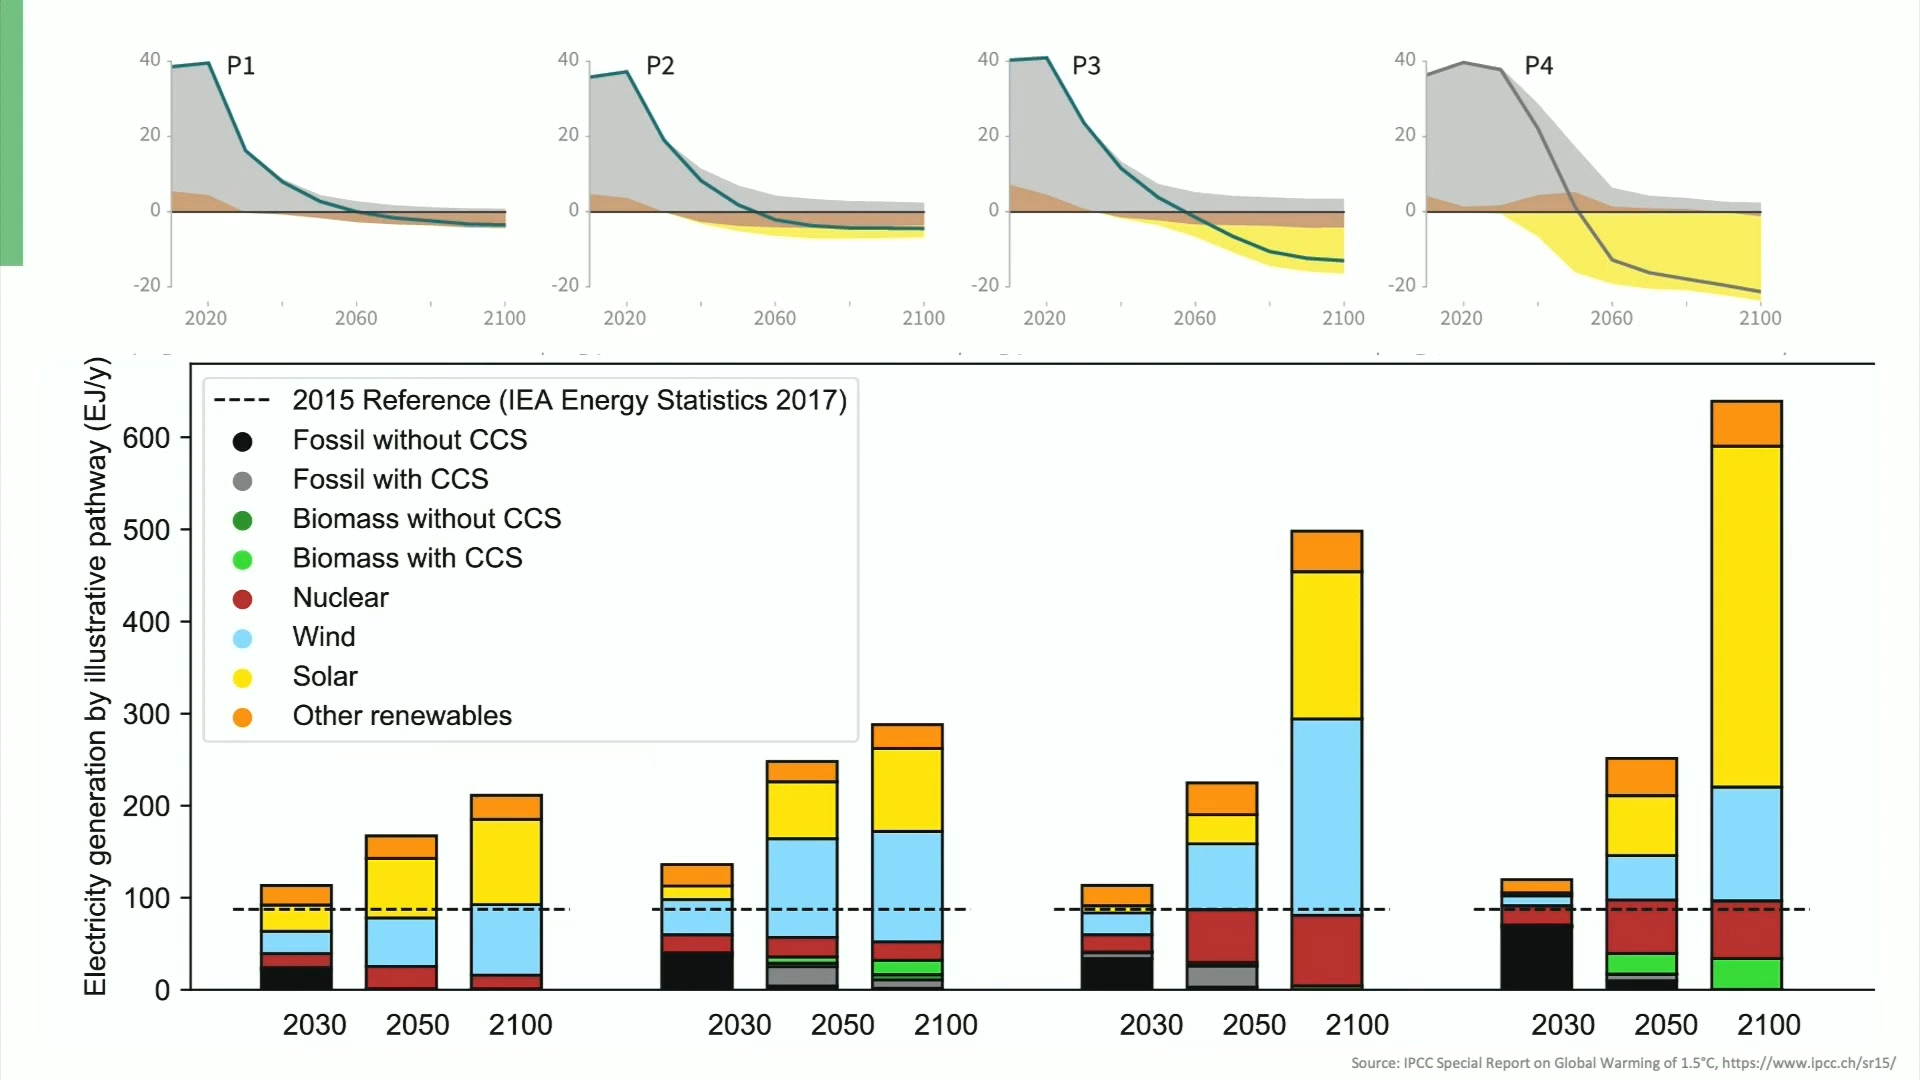 P1
P2
P3
P4
40
20
0
-20
2020
2060
2100
40
20
0
-20
2020
2060
2100
40
20
0
-20
2020
2060
2100
40
20
0
-20
2020
2060
2100
Electricity generation by illustrative pathway (EJ/y)
600
500
400
300
200
100
0
2015 Reference (IEA Energy Statistics 2017)
Fossil without CCS
Fossil with CCS
Biomass without CCS
Biomass with CCS
Nuclear
Wind
Solar
Other renewables
2030 2050 2100
2030 2050 2100
2030 2050 2100
2030 2050 2100
Source: IPCC Special Report on Global Warming of 1.5°C, https://www.ipcc.ch/sr15/